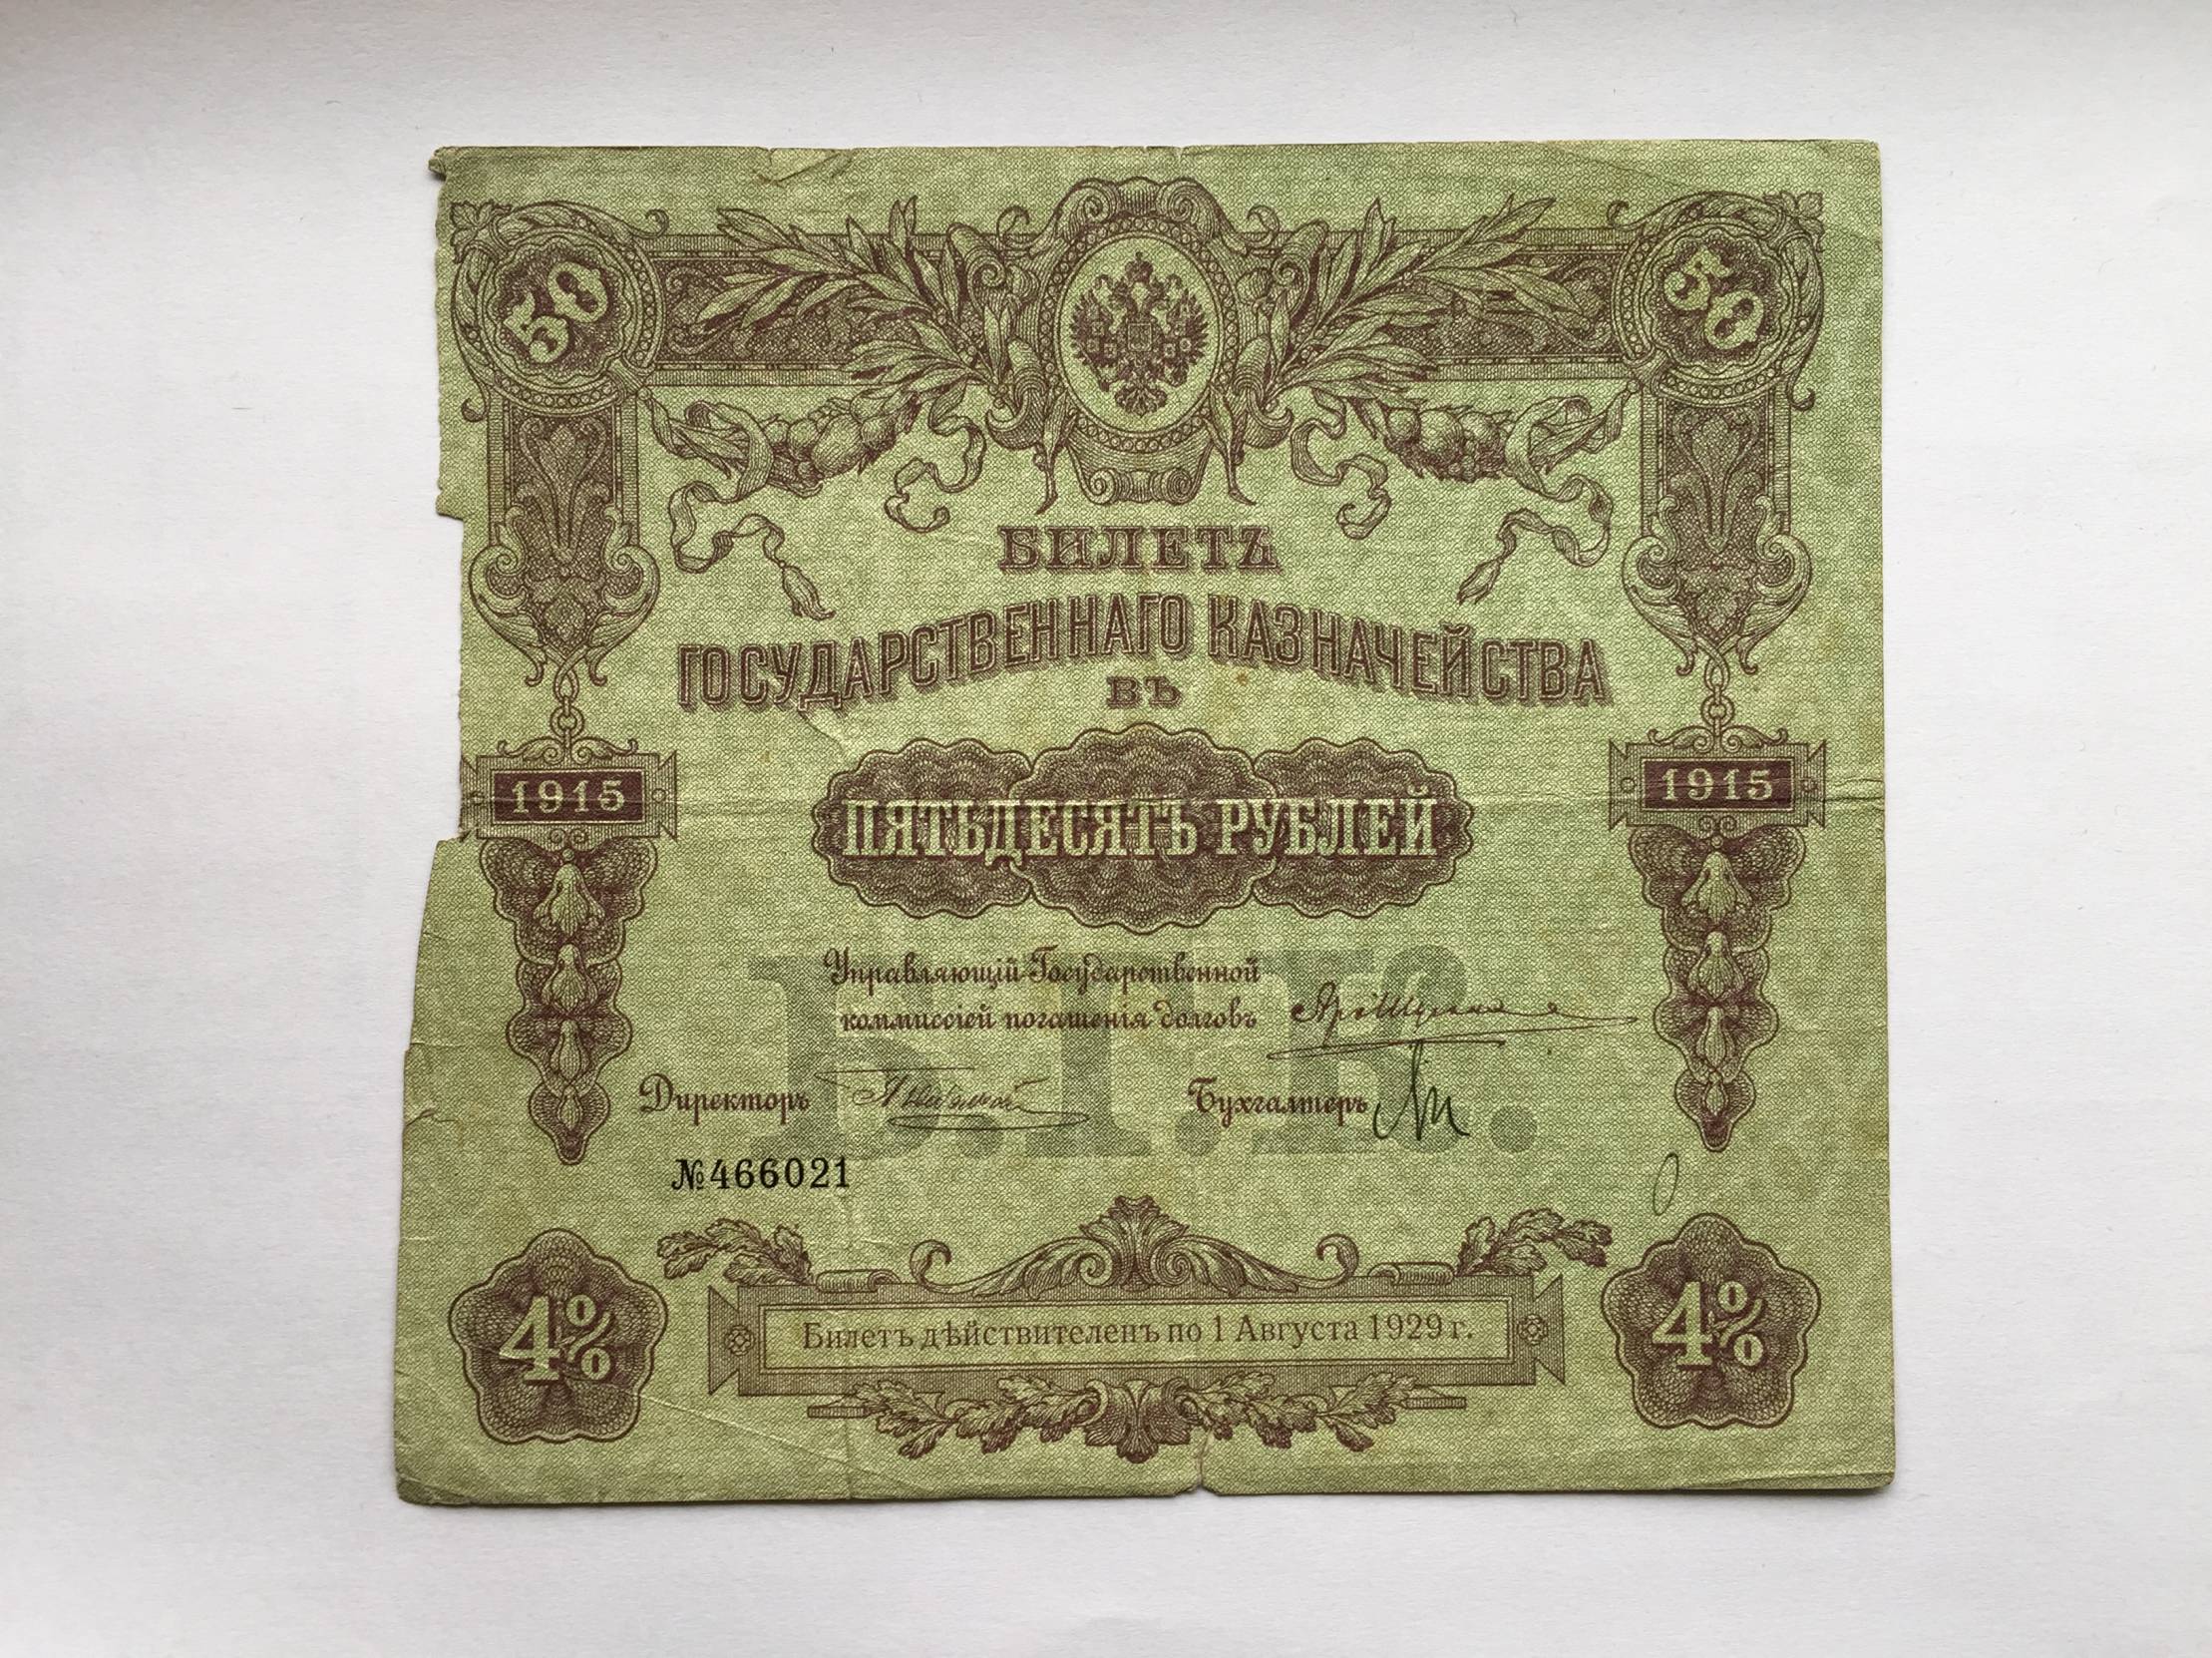 50 50
БИЛЕТЪ
ГОСУДАРСТВЕННАГО КАЗНАЧЕЙСТВА
ВЪ
1915 1915
ПЯТЬДЕСЯТЪ РУБЛЕЙ
Управляющій Государственной
коммиссіей погашенія долговъ
Директоръ Бухгалтеръ
Б.Г.К.
№466021
4% 4%
Билетъ дѣйствителенъ по 1 Августа 1929 г.